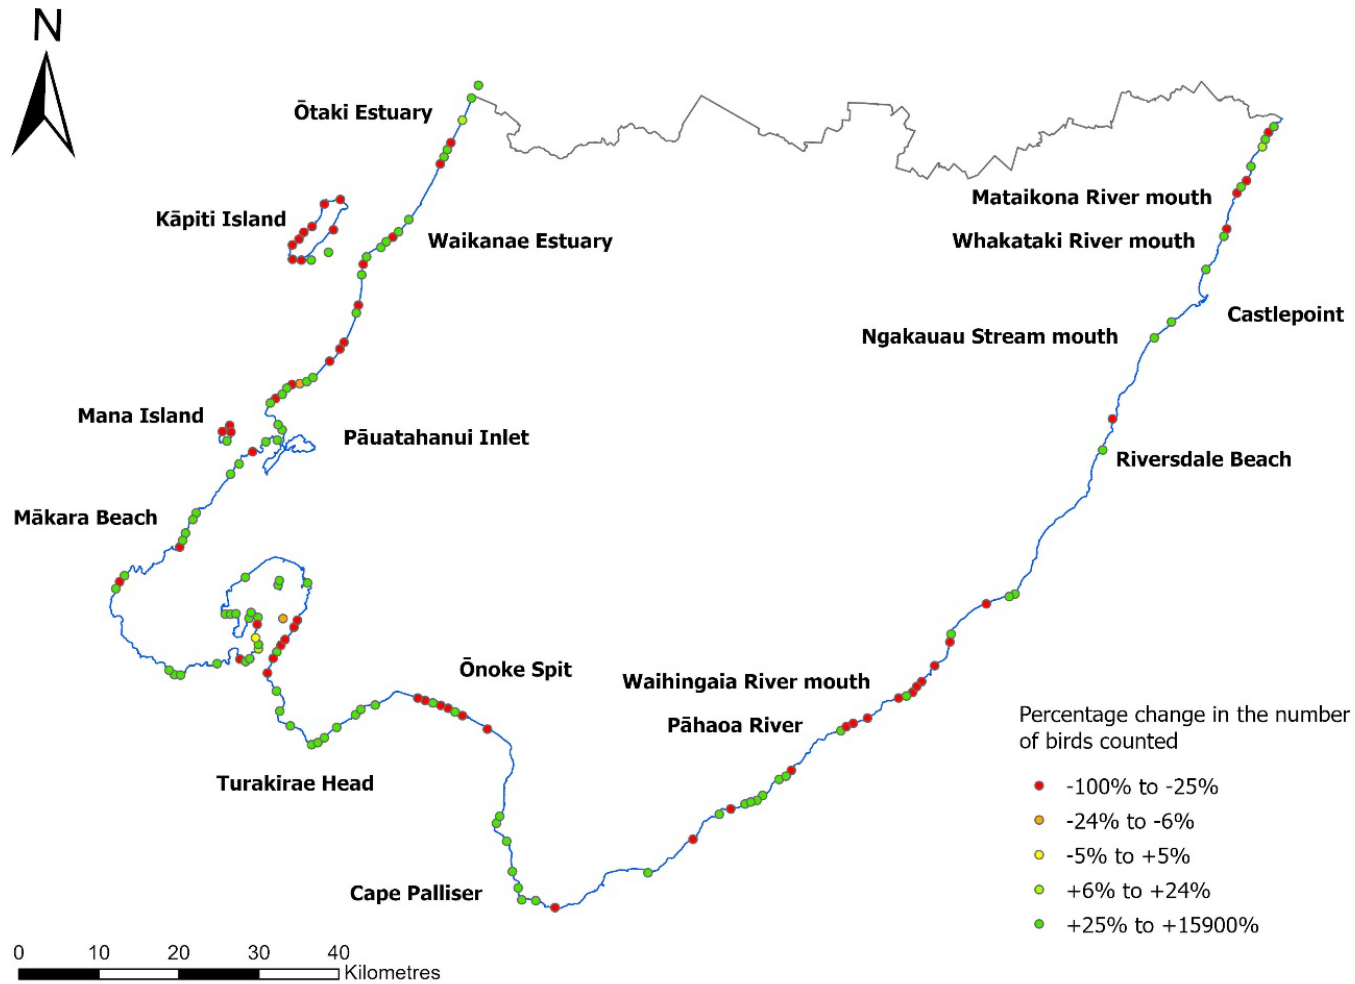 N
Ōtaki Estuary
Kāpiti Island
Waikanae Estuary
Mataikona River mouth
Whakataki River mouth
Castlepoint
Ngakauau Stream mouth
Mana Island
Pāuatahanui Inlet
Riversdale Beach
Mākara Beach
Ōnoke Spit
Waihingaia River mouth
Pāhaoa River
Turakirae Head
Cape Palliser
Percentage change in the number
of birds counted
-100% to -25%
-24% to -6%
-5% to +5%
+6% to +24%
+25% to +15900%
0 10 20 30 40
Kilometres